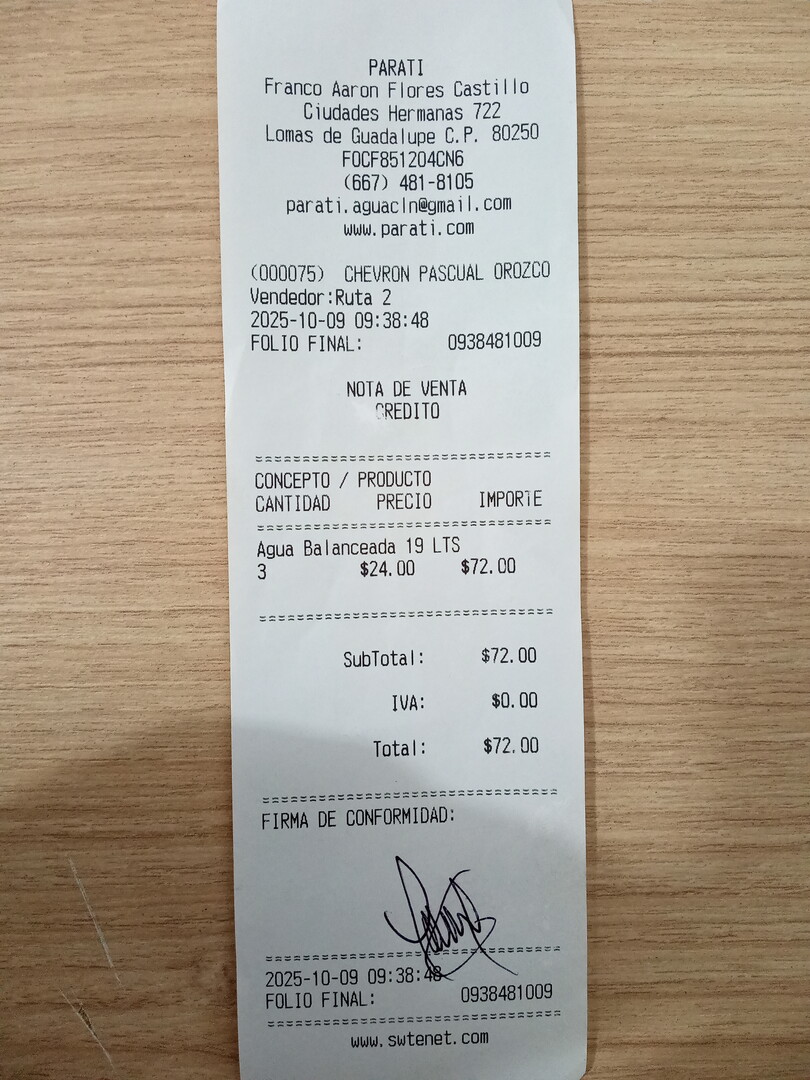 PARATI
Franco Aaron Flores Castillo
Ciudades Hermanas 722
Lomas de Guadalupe C.P. 80250
FOCF851204CN6
(667) 481-8105
parati.aguacln@gmail.com
www.parati.com
(000075) CHEVRON PASCUAL OROZCO
Vendedor:Ruta 2
2025-10-09 09:38:48
FOLIO FINAL: 0938481009
NOTA DE VENTA
CREDITO
CONCEPTO / PRODUCTO
CANTIDAD PRECIO IMPORTE
Agua Balanceada 19 LTS
3 $24.00 $72.00
SubTotal: $72.00
IVA: $0.00
Total: $72.00
FIRMA DE CONFORMIDAD:
2025-10-09 09:38:48
FOLIO FINAL: 0938481009
www.swtenet.com